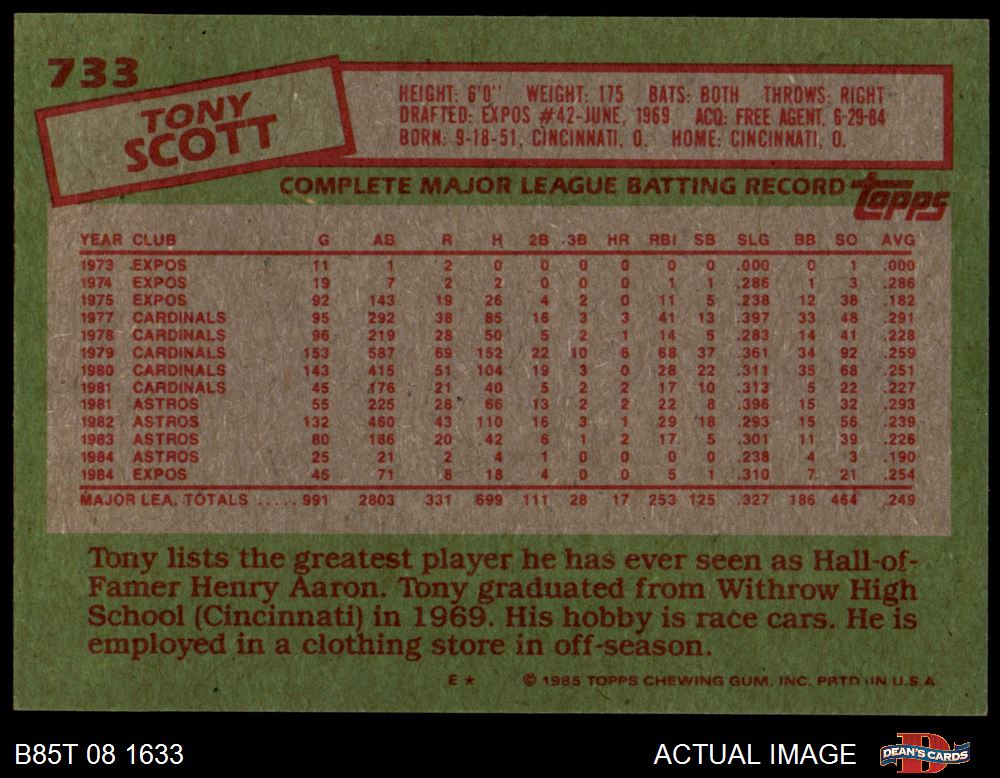 733
TONY
SCOTT
HEIGHT: 6'0" WEIGHT: 175 BATS: BOTH THROWS: RIGHT
DRAFTED: EXPOS #42-JUNE, 1969 ACQ: FREE AGENT, 6-29-84
BORN: 9-18-51, CINCINNATI, O. HOME: CINCINNATI, O.
COMPLETE MAJOR LEAGUE BATTING RECORD topps
YEAR CLUB G AB R H 2B 3B HR RBI SB SLG BB SO AVG
1973 EXPOS 11 1 2 0 0 0 0 0 0 .000 0 1 .000
1974 EXPOS 19 7 2 2 0 0 0 1 1 .286 1 3 .286
1975 EXPOS 92 143 19 26 4 2 0 11 5 .238 12 38 .182
1977 CARDINALS 95 292 38 85 16 3 3 41 13 .397 33 48 .291
1978 CARDINALS 96 219 28 50 5 2 1 14 5 .283 14 41 .228
1979 CARDINALS 153 587 69 152 22 10 6 68 37 .361 34 92 .259
1980 CARDINALS 143 415 51 104 19 3 0 28 22 .311 35 68 .251
1981 CARDINALS 45 176 21 40 5 2 2 17 10 .313 5 22 .227
1981 ASTROS 55 225 28 66 13 2 2 22 8 .396 15 32 .293
1982 ASTROS 132 460 43 110 16 3 1 29 18 .293 15 56 .239
1983 ASTROS 80 186 20 42 6 1 2 17 5 .301 11 39 .226
1984 ASTROS 25 21 2 4 1 0 0 0 0 .238 4 3 .190
1984 EXPOS 45 71 8 18 4 0 0 5 1 .310 7 21 .254
MAJOR LEA. TOTALS ..... 991 2803 331 699 111 28 17 253 125 .327 186 464 .249
Tony lists the greatest player he has ever seen as Hall-of-
Famer Henry Aaron. Tony graduated from Withrow High
School (Cincinnati) in 1969. His hobby is race cars. He is
employed in a clothing store in off-season.
E * © 1985 TOPPS CHEWING GUM, INC. PRTD IN U.S.A.
B85T 08 1633 ACTUAL IMAGE DEAN'S CARDS